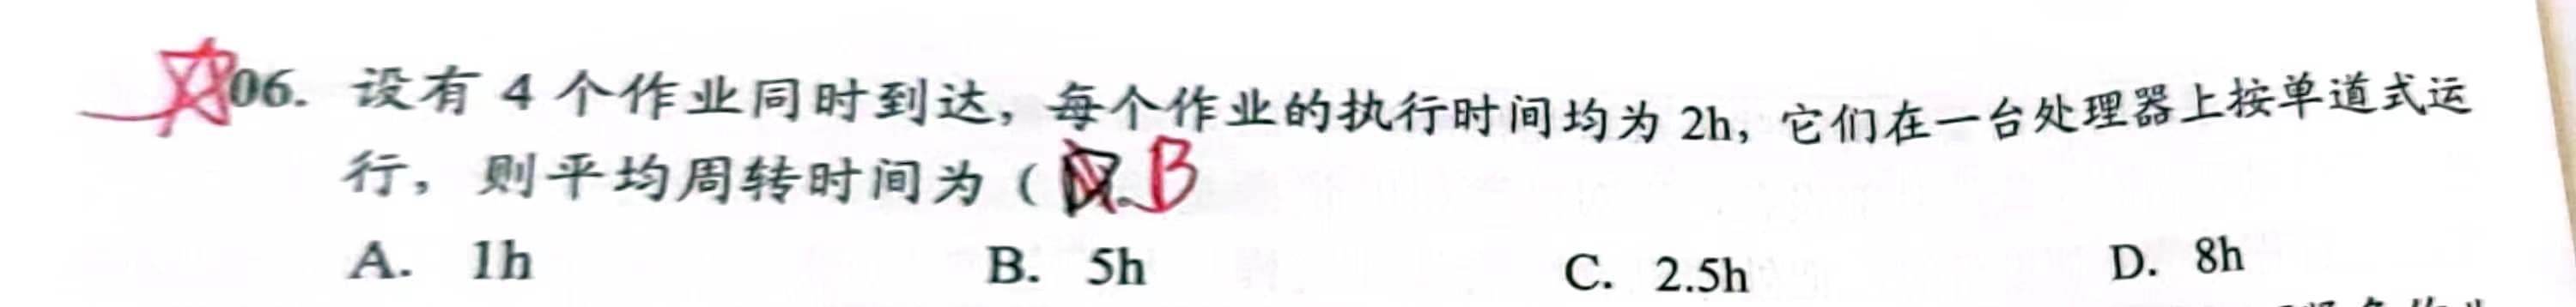 06. 设有 4 个作业同时到达，每个作业的执行时间均为 2h，它们在一台处理器上按单道式运
行，则平均周转时间为（ B
A. 1h B. 5h C. 2.5h D. 8h